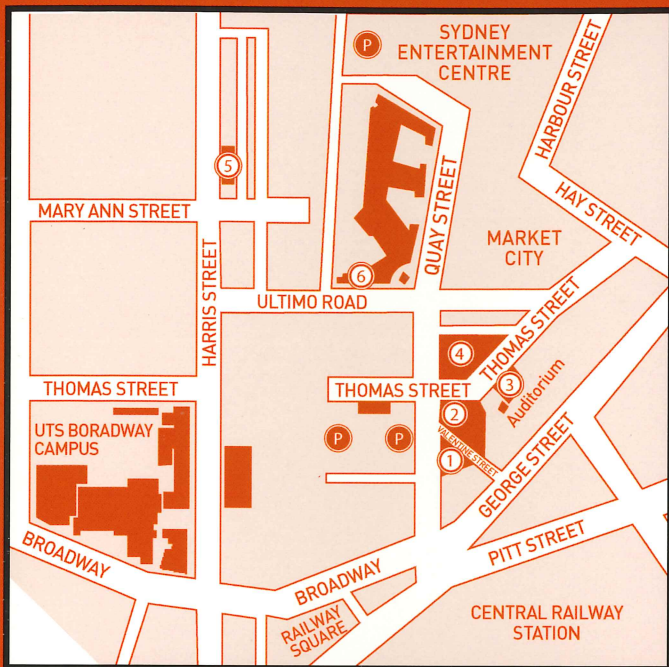 SYDNEY
ENTERTAINMENT
CENTRE
P
HARBOUR STREET
5
MARY ANN STREET
HAY STREET
QUAY STREET
MARKET
CITY
HARRIS STREET
6
ULTIMO ROAD
THOMAS STREET
4
THOMAS STREET
THOMAS STREET
3
Auditorium
2
UTS BORADWAY
CAMPUS
P
P
VALENTINE STREET
1
GEORGE STREET
BROADWAY
PITT STREET
BROADWAY
RAILWAY
SQUARE
CENTRAL RAILWAY
STATION